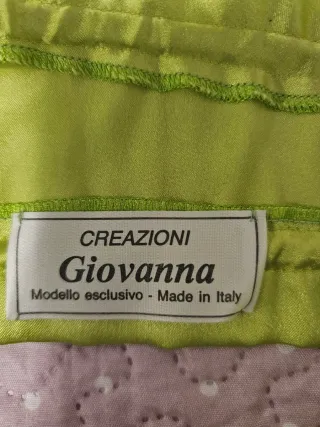 CREAZIONI
Giovanna
Modello esclusivo - Made in Italy